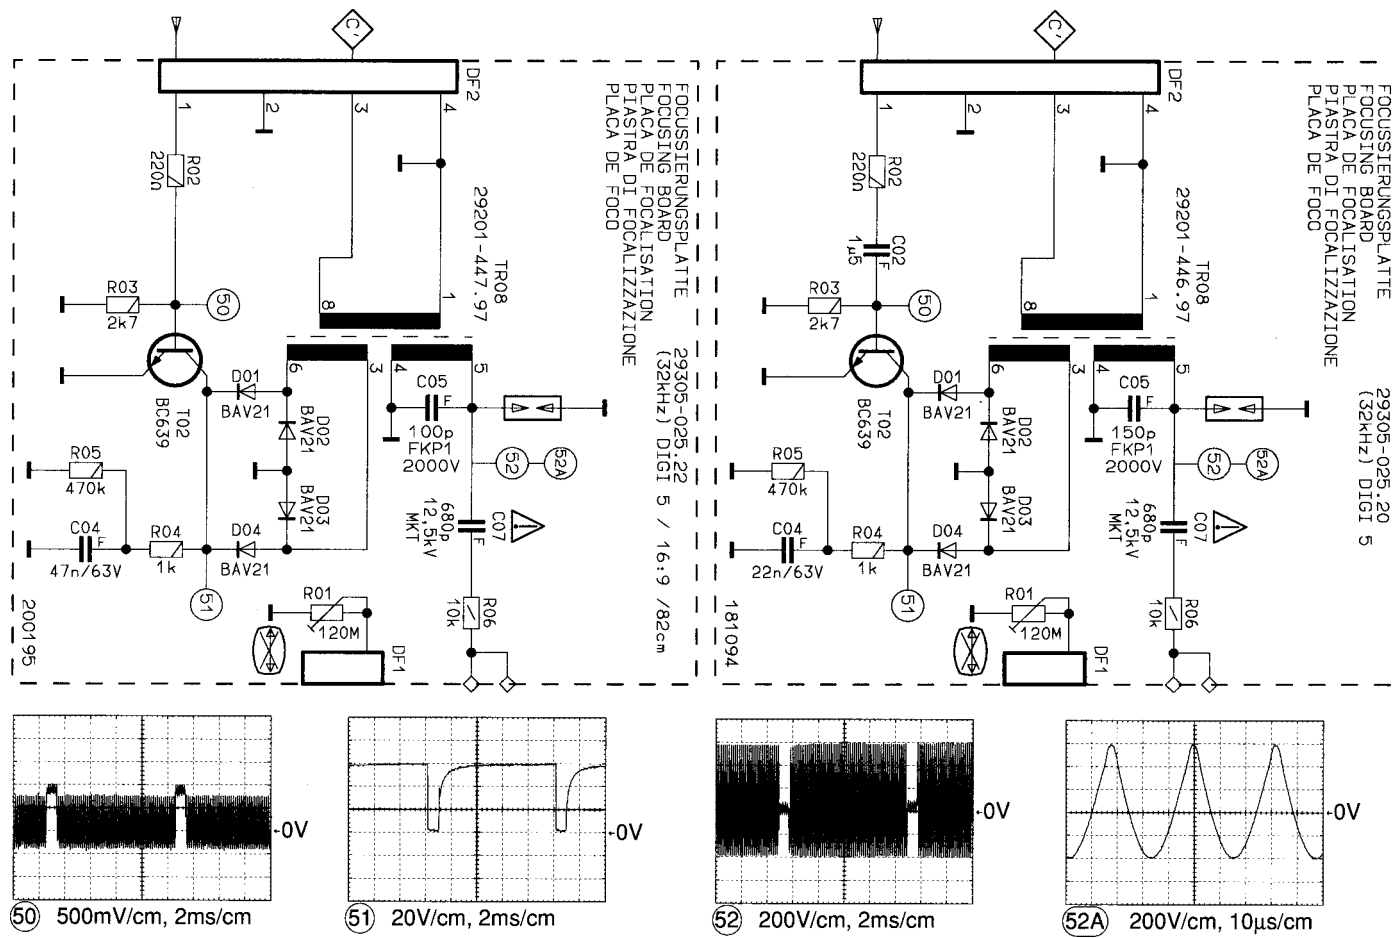 C'
DF2
1
2
3
4
R02
220Ω
FOCUSSIERUNGSPLATTE
FOCUSING BOARD
PLACA DE FOCALISATION
PIASTRA DI FOCALIZZAZIONE
PLACA DE FOCO
29305-025.22
(32kHz) DIGI 5 / 16:9 /82cm
TR08
29201-447.97
8
1
R03
2k7
50
T02
BC639
6
3
4
5
D01
BAV21
D02
BAV21
D03
BAV21
D04
BAV21
C05
F
100p
FKP1
2000V
52
52A
R05
470k
C04
F
47n/63V
R04
1k
51
C07
F
680p
12,5kV
MKT
R01
120M
R06
10k
DF1
200195
C'
DF2
1
2
3
4
R02
220Ω
C02
F
1µ5
FOCUSSIERUNGSPLATTE
FOCUSING BOARD
PLACA DE FOCALISATION
PIASTRA DI FOCALIZZAZIONE
PLACA DE FOCO
29305-025.20
(32kHz) DIGI 5
TR08
29201-446.97
8
1
R03
2k7
50
T02
BC639
6
3
4
5
D01
BAV21
D02
BAV21
D03
BAV21
D04
BAV21
C05
F
150p
FKP1
2000V
52
52A
R05
470k
C04
F
22n/63V
R04
1k
51
C07
F
680p
12,5kV
MKT
R01
120M
R06
10k
DF1
181094
0V
50 500mV/cm, 2ms/cm
0V
51 20V/cm, 2ms/cm
0V
52 200V/cm, 2ms/cm
0V
52A 200V/cm, 10µs/cm